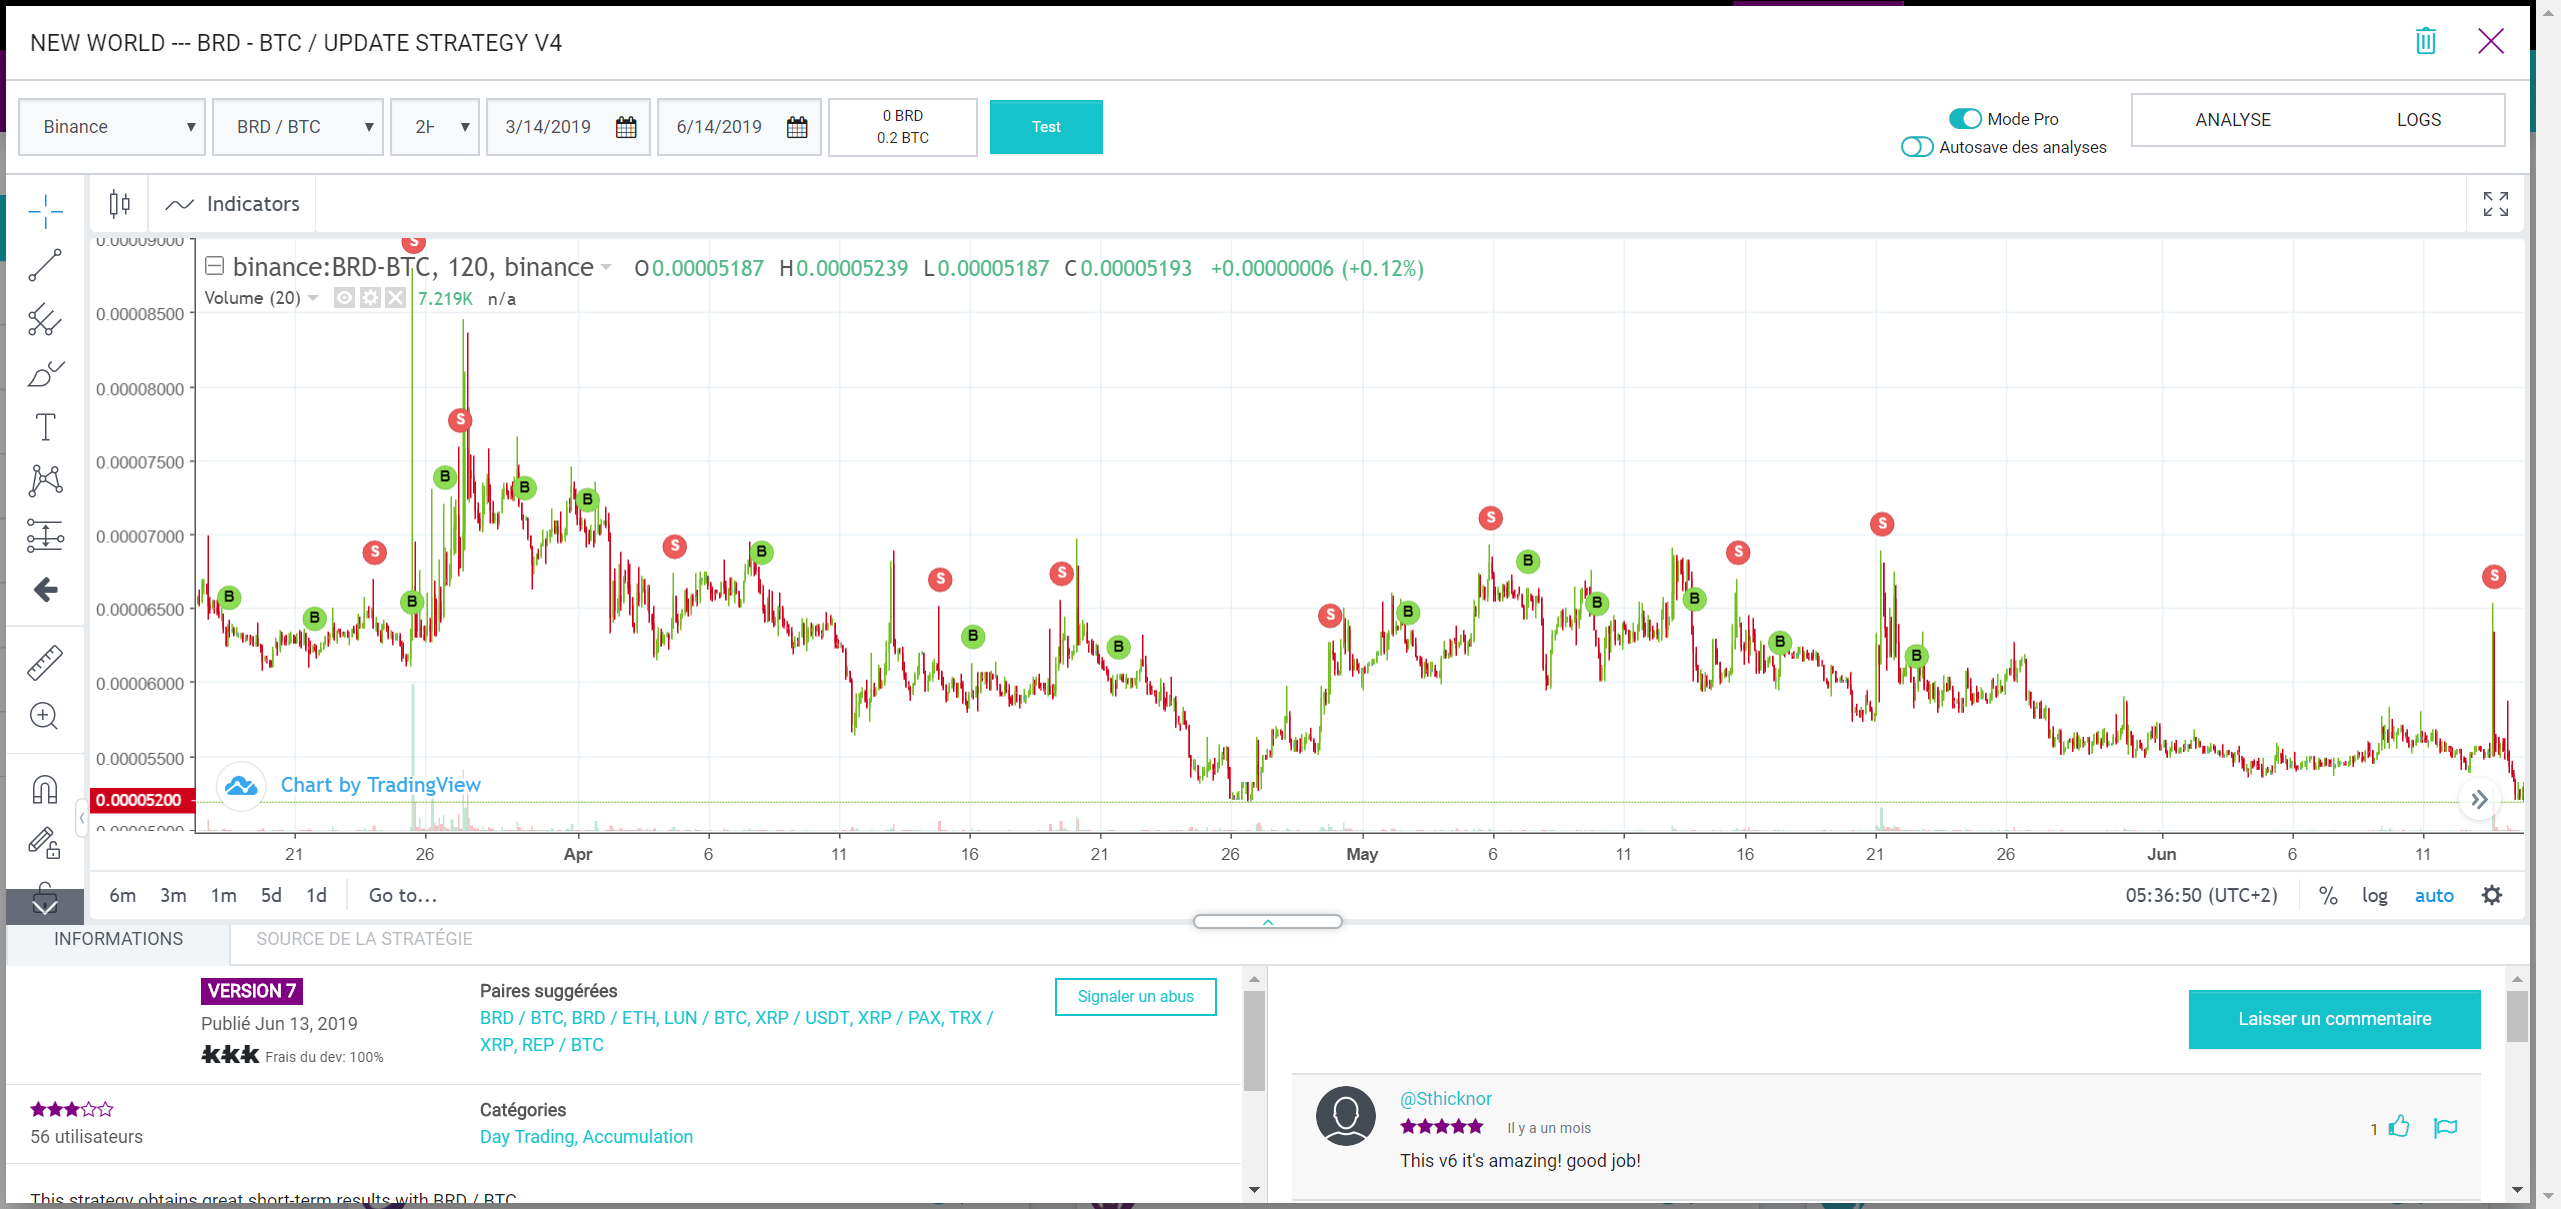 NEW WORLD --- BRD - BTC / UPDATE STRATEGY V4
Binance
BRD / BTC
2H
3/14/2019
6/14/2019
0 BRD
0.2 BTC
Test
Mode Pro
Autosave des analyses
ANALYSE
LOGS
Indicators
binance:BRD-BTC, 120, binance O0.00005187 H0.00005239 L0.00005187 C0.00005193 +0.00000006 (+0.12%)
Volume (20) 7.219K n/a
0.00009000
0.00008500
0.00008000
0.00007500
0.00007000
0.00006500
0.00006000
0.00005500
0.00005200
0.00005000
S
S
B
B
B
S
S
B
S
B
B
B
B
S
S
B
B
S
B
S
B
B
B
S
B
B
S
B
S
Chart by TradingView
21 26 Apr 6 11 16 21 26 May 6 11 16 21 26 Jun 6 11
6m 3m 1m 5d 1d Go to...
05:36:50 (UTC+2) % log auto
INFORMATIONS
SOURCE DE LA STRATÉGIE
VERSION 7
Publié Jun 13, 2019
Frais du dev: 100%
Paires suggérées
BRD / BTC, BRD / ETH, LUN / BTC, XRP / USDT, XRP / PAX, TRX /
XRP, REP / BTC
Signaler un abus
56 utilisateurs
Catégories
Day Trading, Accumulation
This strategy obtains great short-term results with BRD / BTC
Laisser un commentaire
@Sthicknor
Il y a un mois
1
This v6 it's amazing! good job!